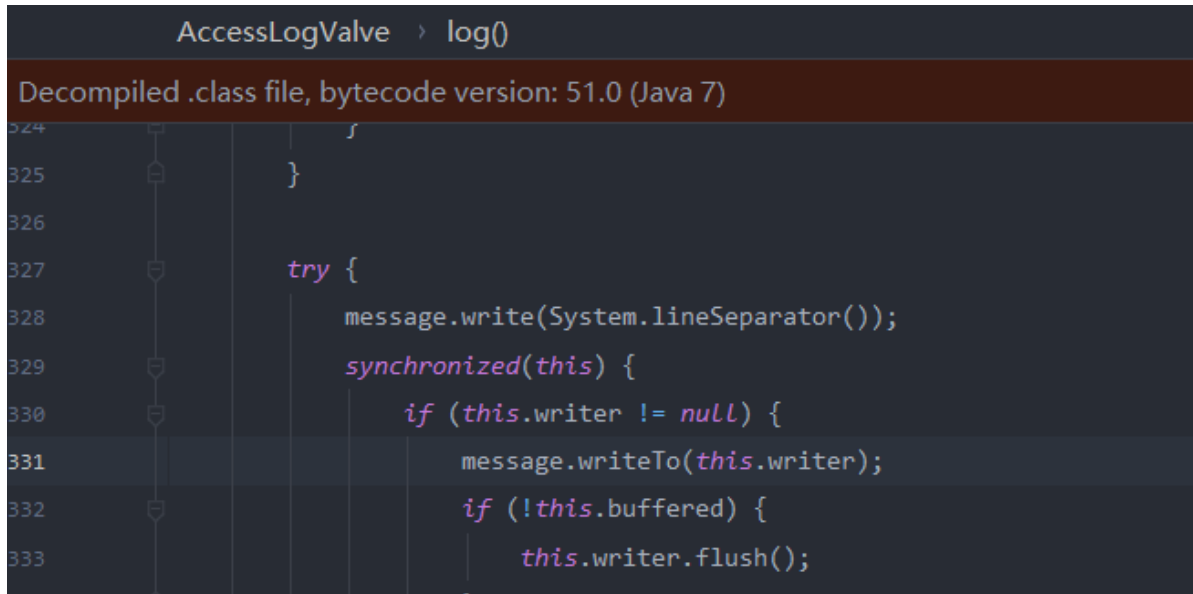 AccessLogValve › log()
Decompiled .class file, bytecode version: 51.0 (Java 7)
324 }
325 }
326
327 try {
328 message.write(System.lineSeparator());
329 synchronized(this) {
330 if (this.writer != null) {
331 message.writeTo(this.writer);
332 if (!this.buffered) {
333 this.writer.flush();